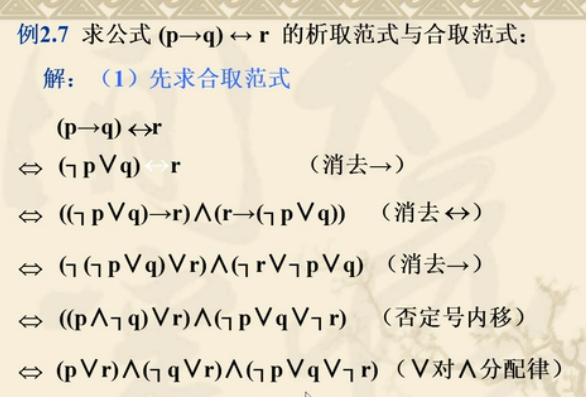 例2.7 求公式 (p→q) ↔ r 的析取范式与合取范式:
解: (1)先求合取范式
(p→q) ↔r
⇔ (┐p∨q) ↔r (消去→)
⇔ ((┐p∨q)→r)∧(r→(┐p∨q)) (消去↔)
⇔ (┐(┐p∨q)∨r)∧(┐r∨┐p∨q) (消去→)
⇔ ((p∧┐q)∨r)∧(┐p∨q∨┐r) (否定号内移)
⇔ (p∨r)∧(┐q∨r)∧(┐p∨q∨┐r) (∨对∧分配律)